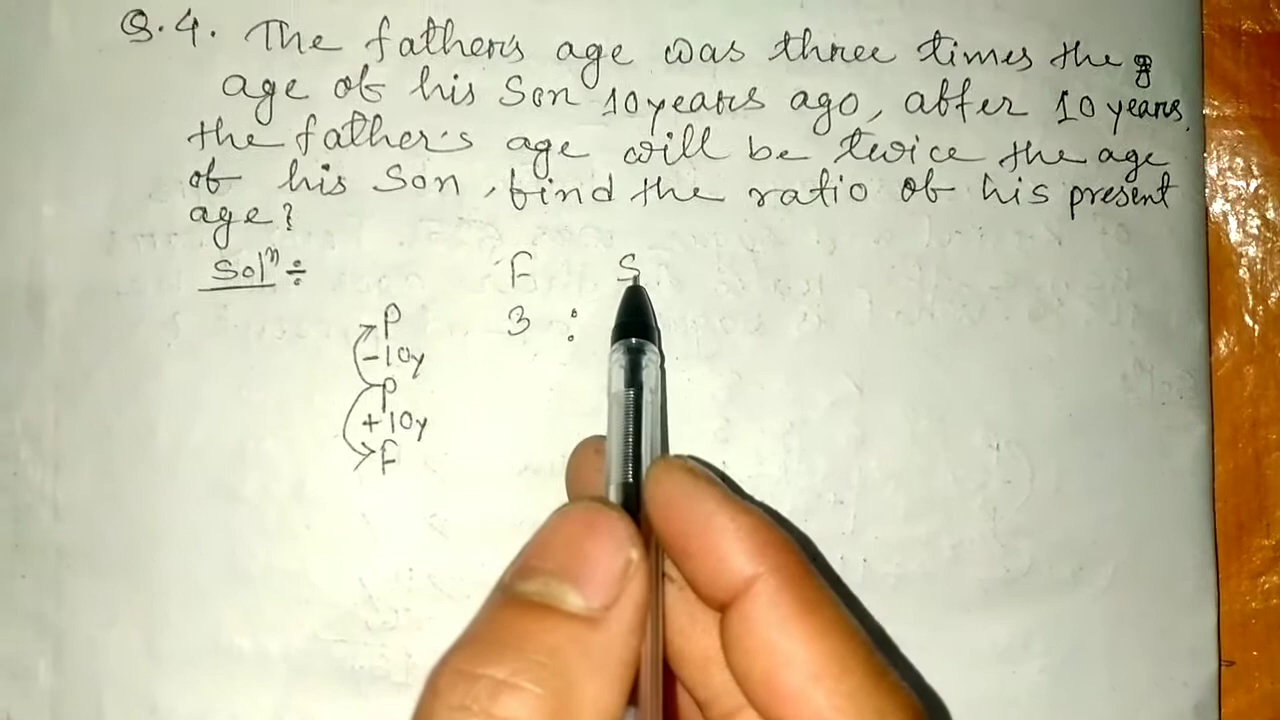 Q.4. The father's age was three times the
age of his Son 10 years ago, after 10 years,
the father's age will be twice the age
of his Son, find the ratio of his present
age?
Solⁿ ÷ F S
P 3 :
-10y
P
+10y
F